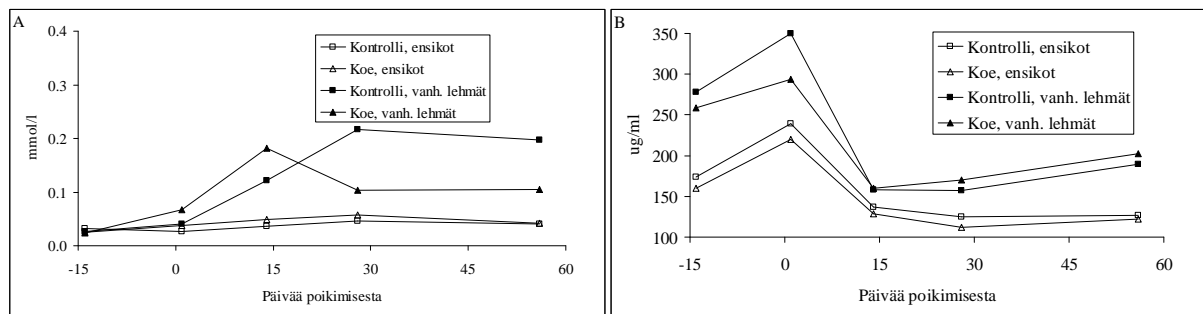 A
0.4
0.3
0.2
0.1
0.0
mmol/l
Kontrolli, ensikot
Koe, ensikot
Kontrolli, vanh. lehmät
Koe, vanh. lehmät
-15 0 15 30 45 60
Päivää poikimisesta
B
350
300
250
200
150
100
ug/ml
Kontrolli, ensikot
Koe, ensikot
Kontrolli, vanh. lehmät
Koe, vanh. lehmät
-15 0 15 30 45 60
Päivää poikimisesta